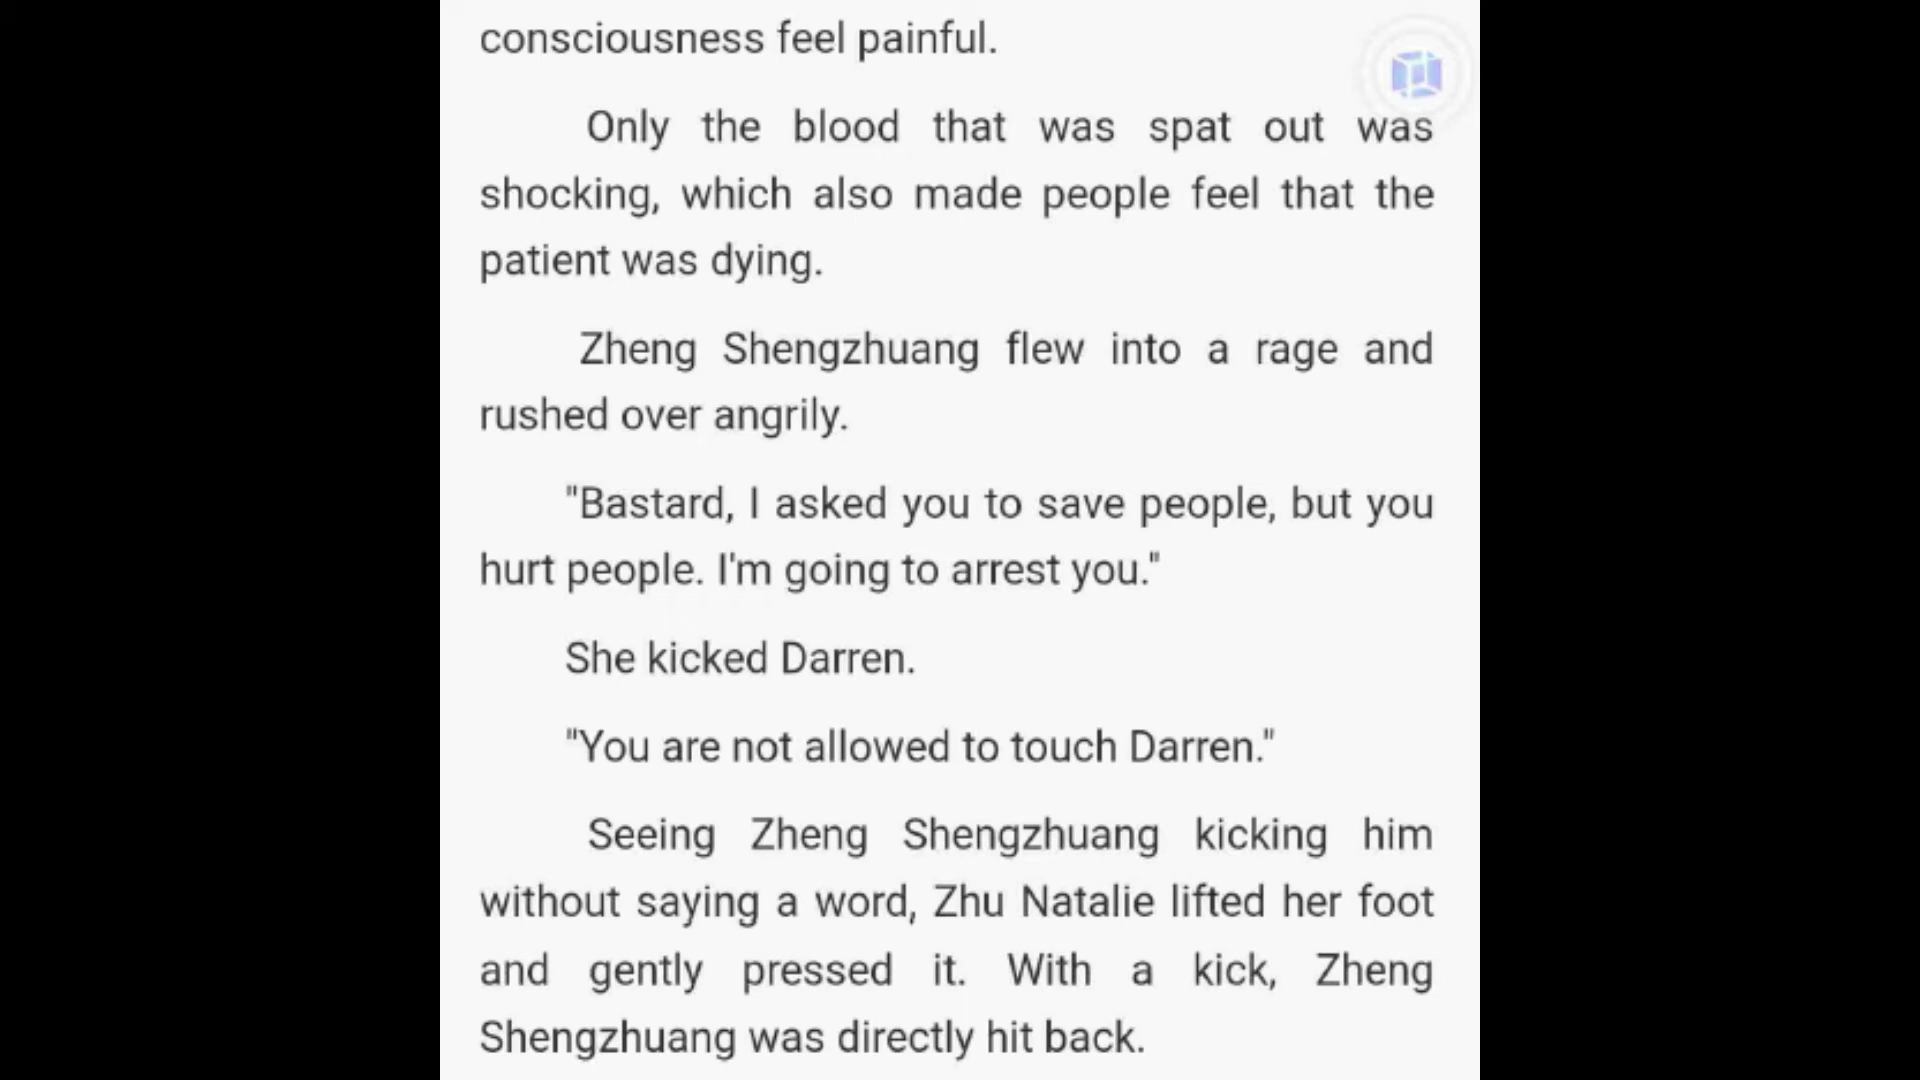 consciousness feel painful.
Only the blood that was spat out was
shocking, which also made people feel that the
patient was dying.
Zheng Shengzhuang flew into a rage and
rushed over angrily.
"Bastard, I asked you to save people, but you
hurt people. I'm going to arrest you."
She kicked Darren.
"You are not allowed to touch Darren."
Seeing Zheng Shengzhuang kicking him
without saying a word, Zhu Natalie lifted her foot
and gently pressed it. With a kick, Zheng
Shengzhuang was directly hit back.